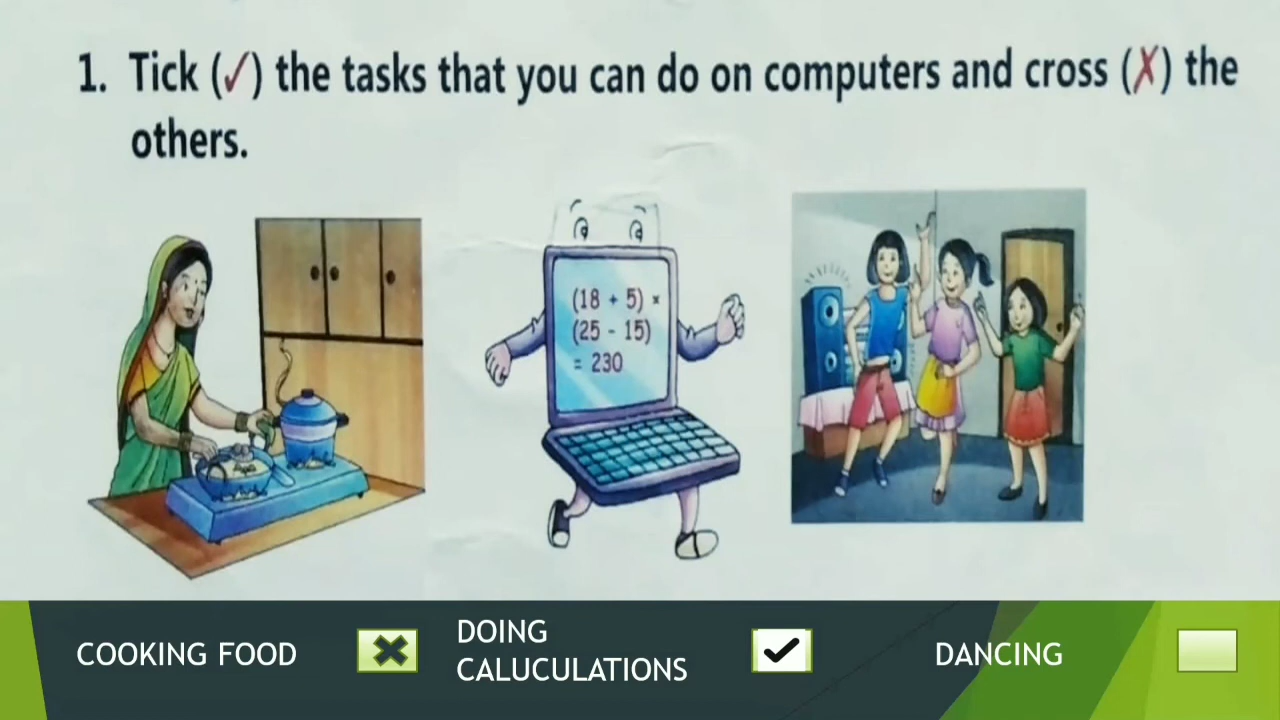 1. Tick (✓) the tasks that you can do on computers and cross (✗) the
others.
(18 + 5) ×
(25 - 15)
= 230
COOKING FOOD
DOING
CALUCULATIONS
DANCING